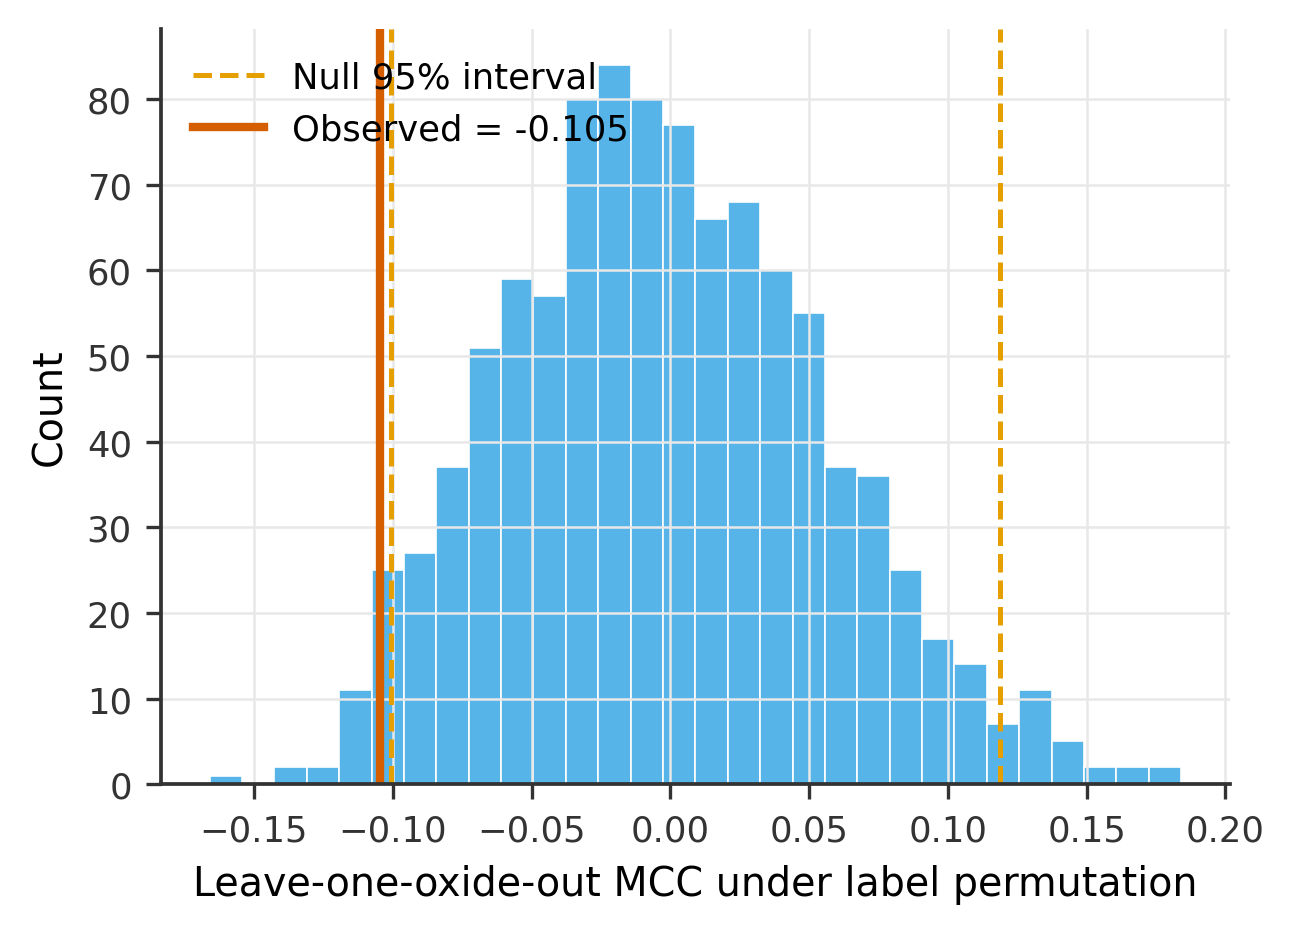 Null 95% interval
Observed = -0.105
80
70
60
50
40
30
20
10
0
Count
−0.15 −0.10 −0.05 0.00 0.05 0.10 0.15 0.20
Leave-one-oxide-out MCC under label permutation